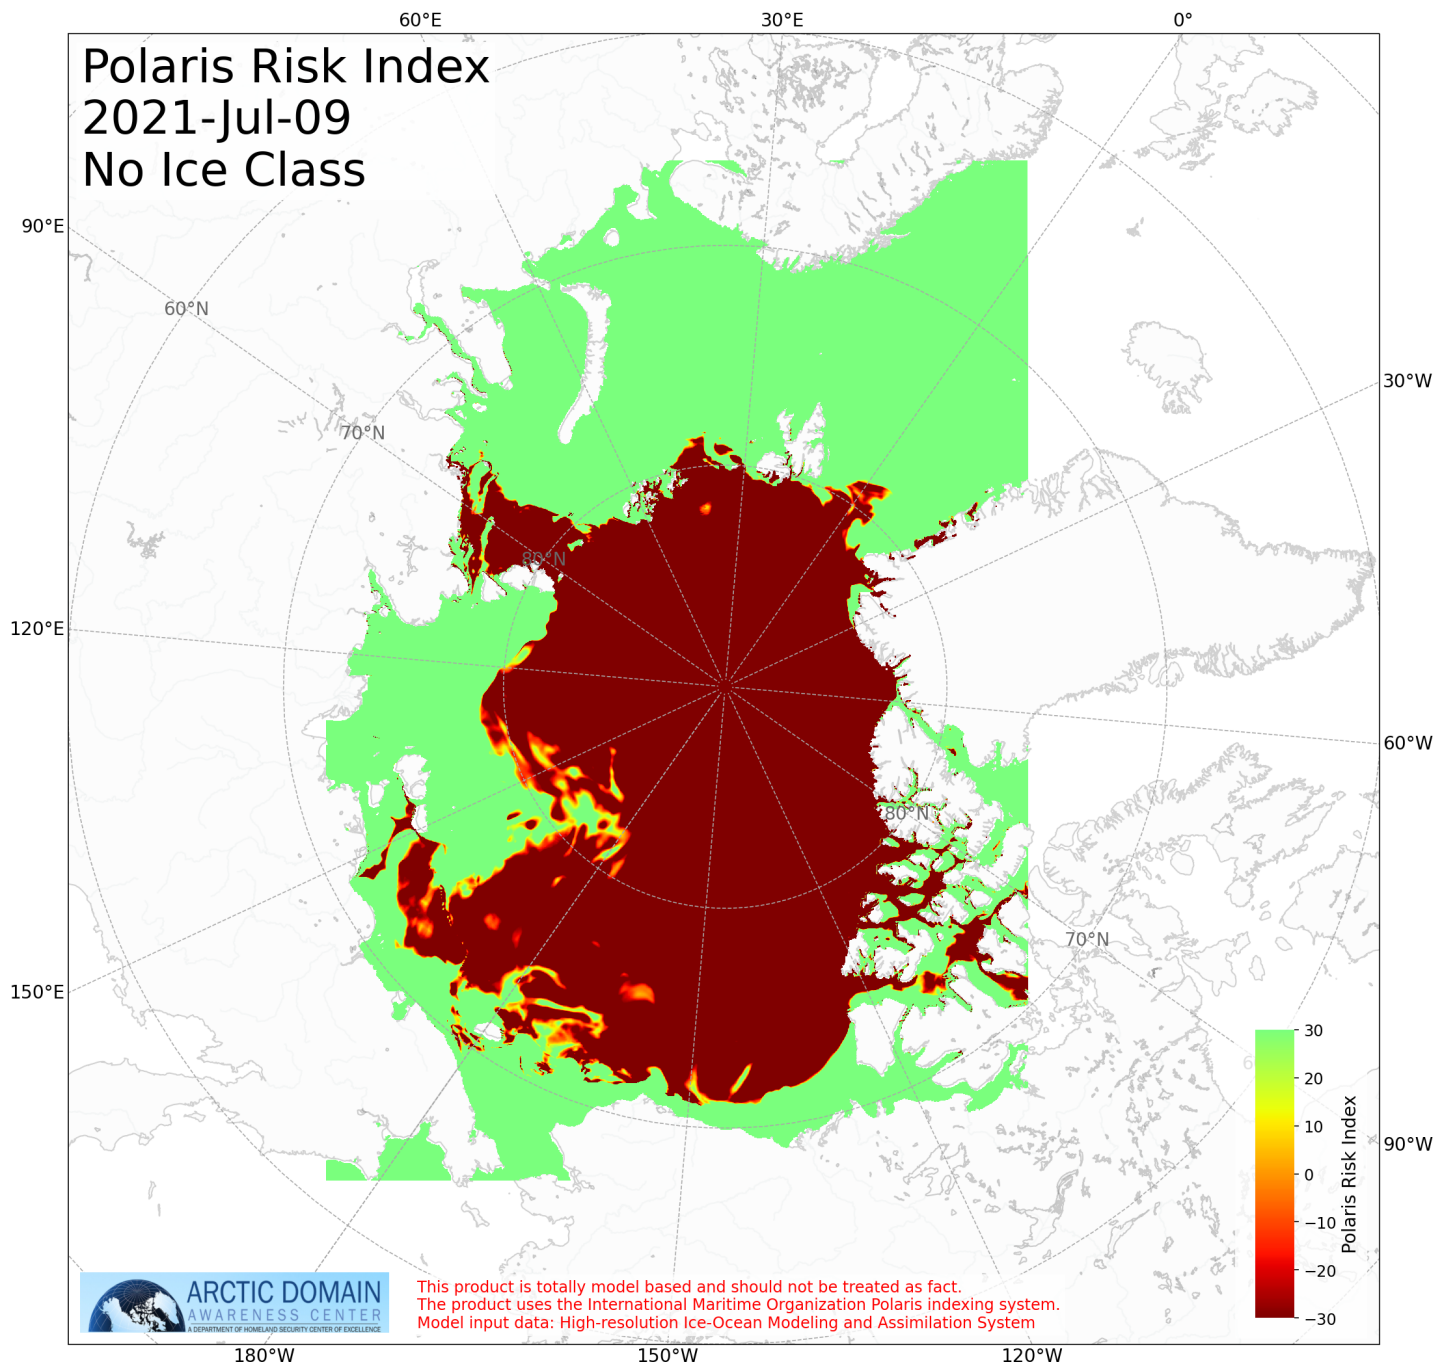 60°E 30°E 0°
Polaris Risk Index
2021-Jul-09
No Ice Class
90°E
60°N
30°W
70°N
80°N
120°E
60°W
80°N
70°N
150°E
30
20
10
0
−10
−20
−30
Polaris Risk Index
90°W
ARCTIC DOMAIN
AWARENESS CENTER
A DEPARTMENT OF HOMELAND SECURITY CENTER OF EXCELLENCE
This product is totally model based and should not be treated as fact.
The product uses the International Maritime Organization Polaris indexing system.
Model input data: High-resolution Ice-Ocean Modeling and Assimilation System
180°W 150°W 120°W